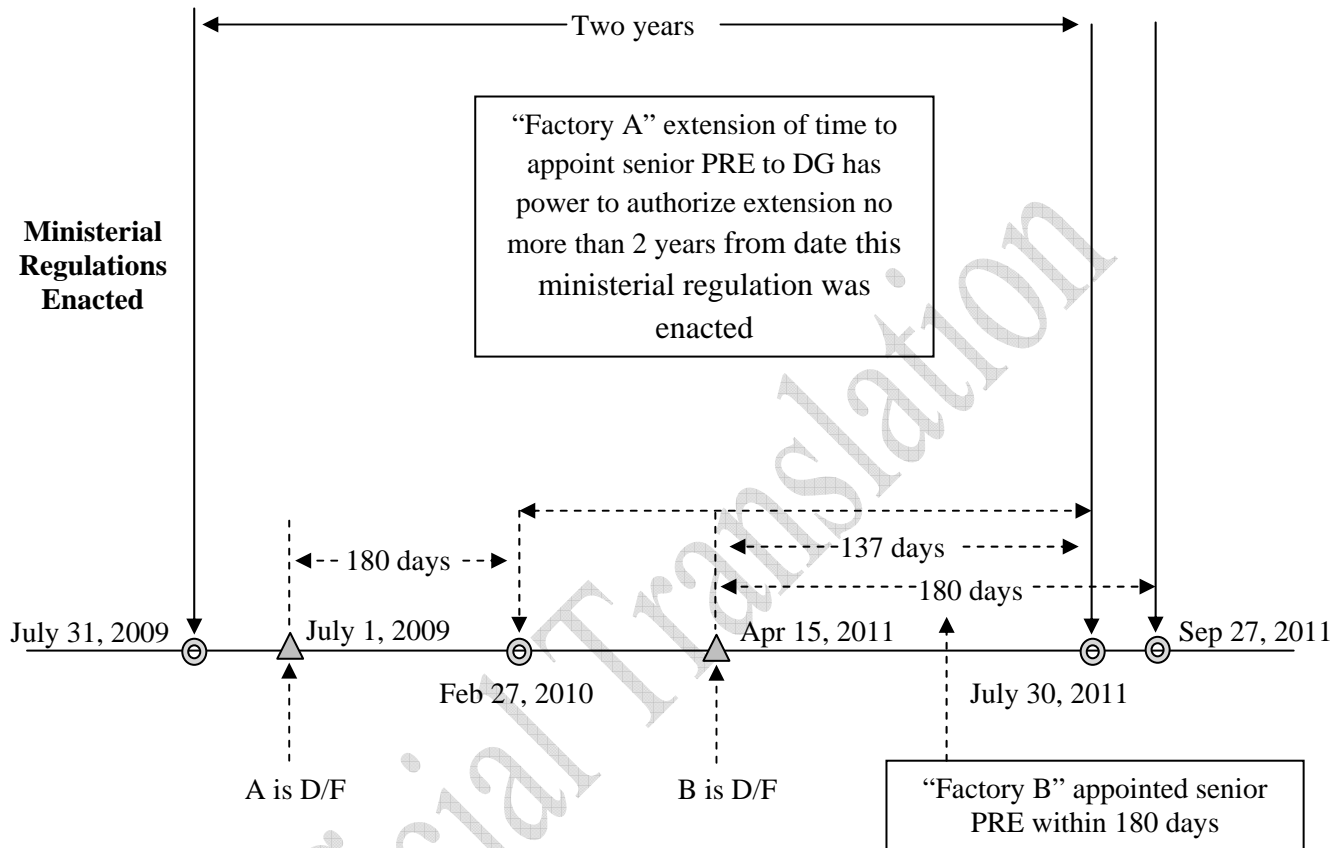 Two years
“Factory A” extension of time to
appoint senior PRE to DG has
power to authorize extension no
more than 2 years from date this
ministerial regulation was
enacted
Ministerial
Regulations
Enacted
180 days
137 days
180 days
July 31, 2009
July 1, 2009
Apr 15, 2011
Sep 27, 2011
Feb 27, 2010
July 30, 2011
A is D/F
B is D/F
“Factory B” appointed senior
PRE within 180 days
cial Translation